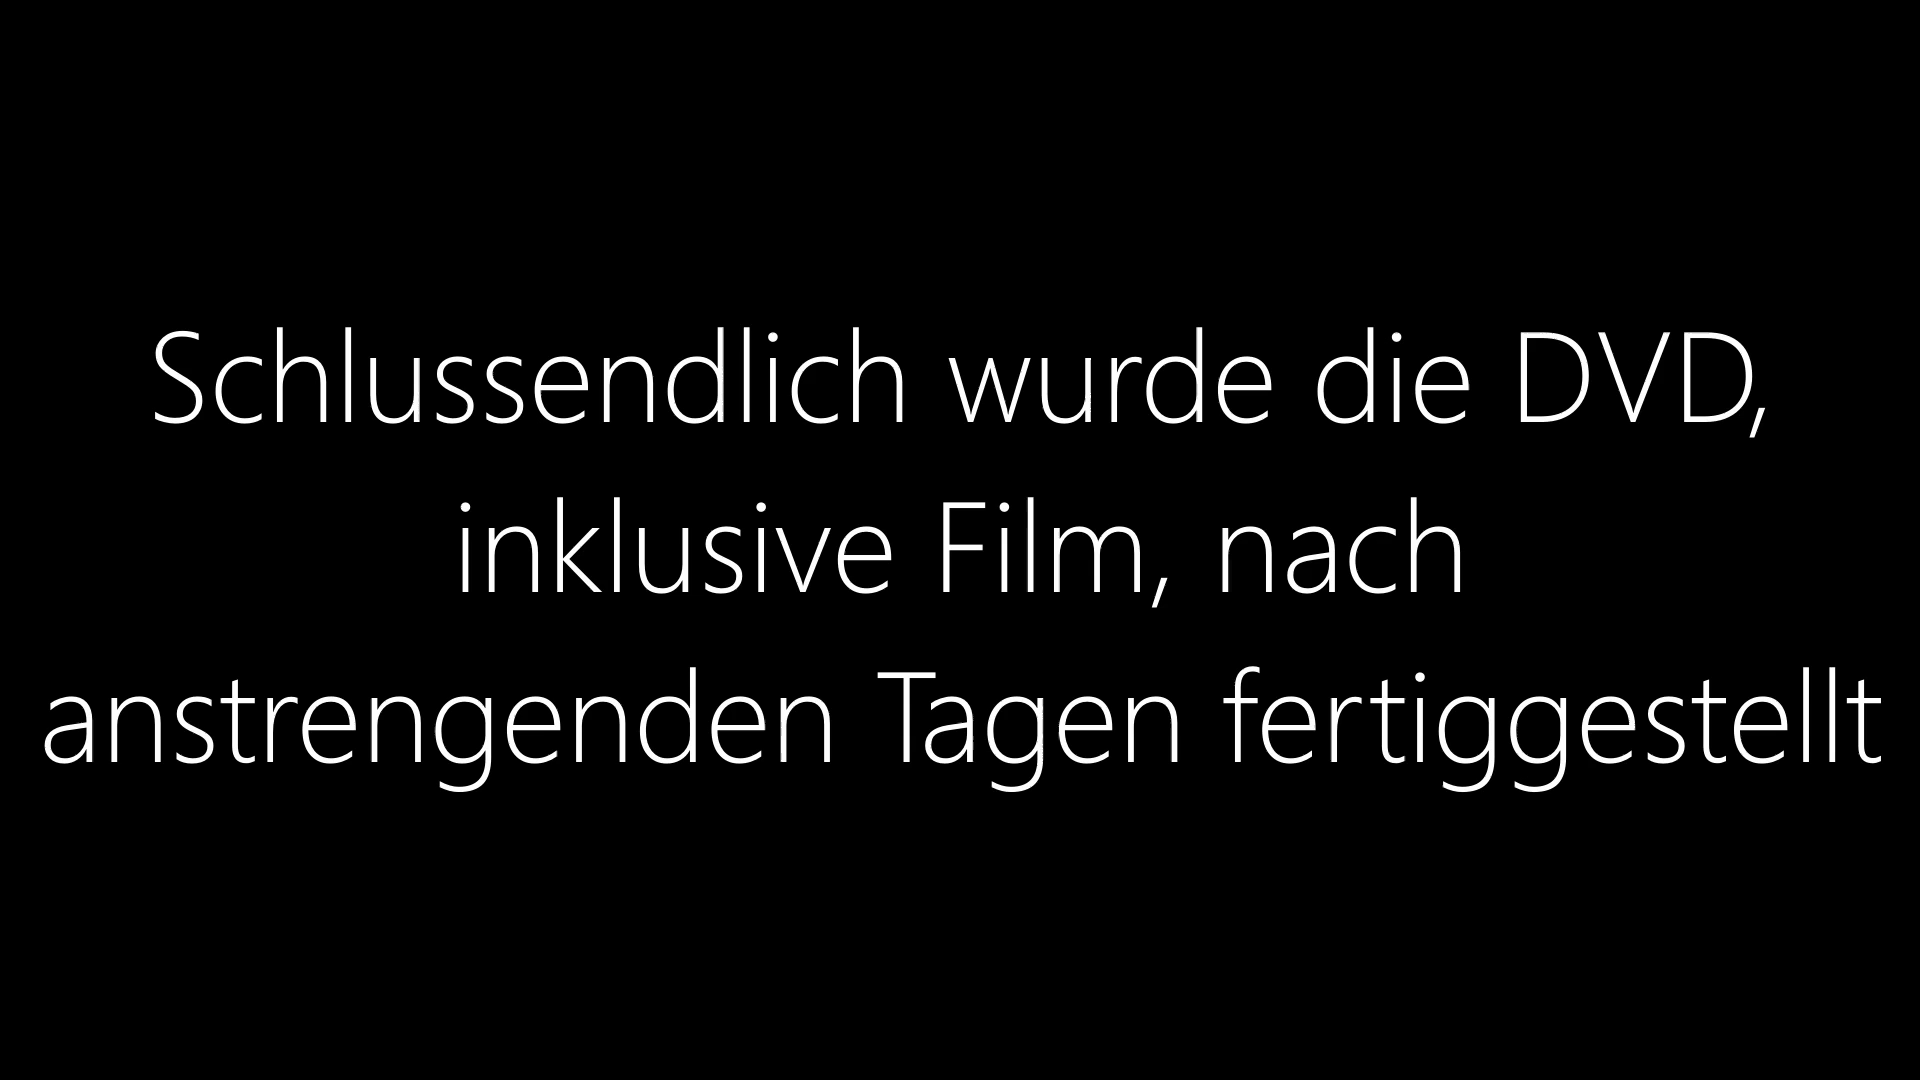 Schlussendlich wurde die DVD,
inklusive Film, nach
anstrengenden Tagen fertiggestellt